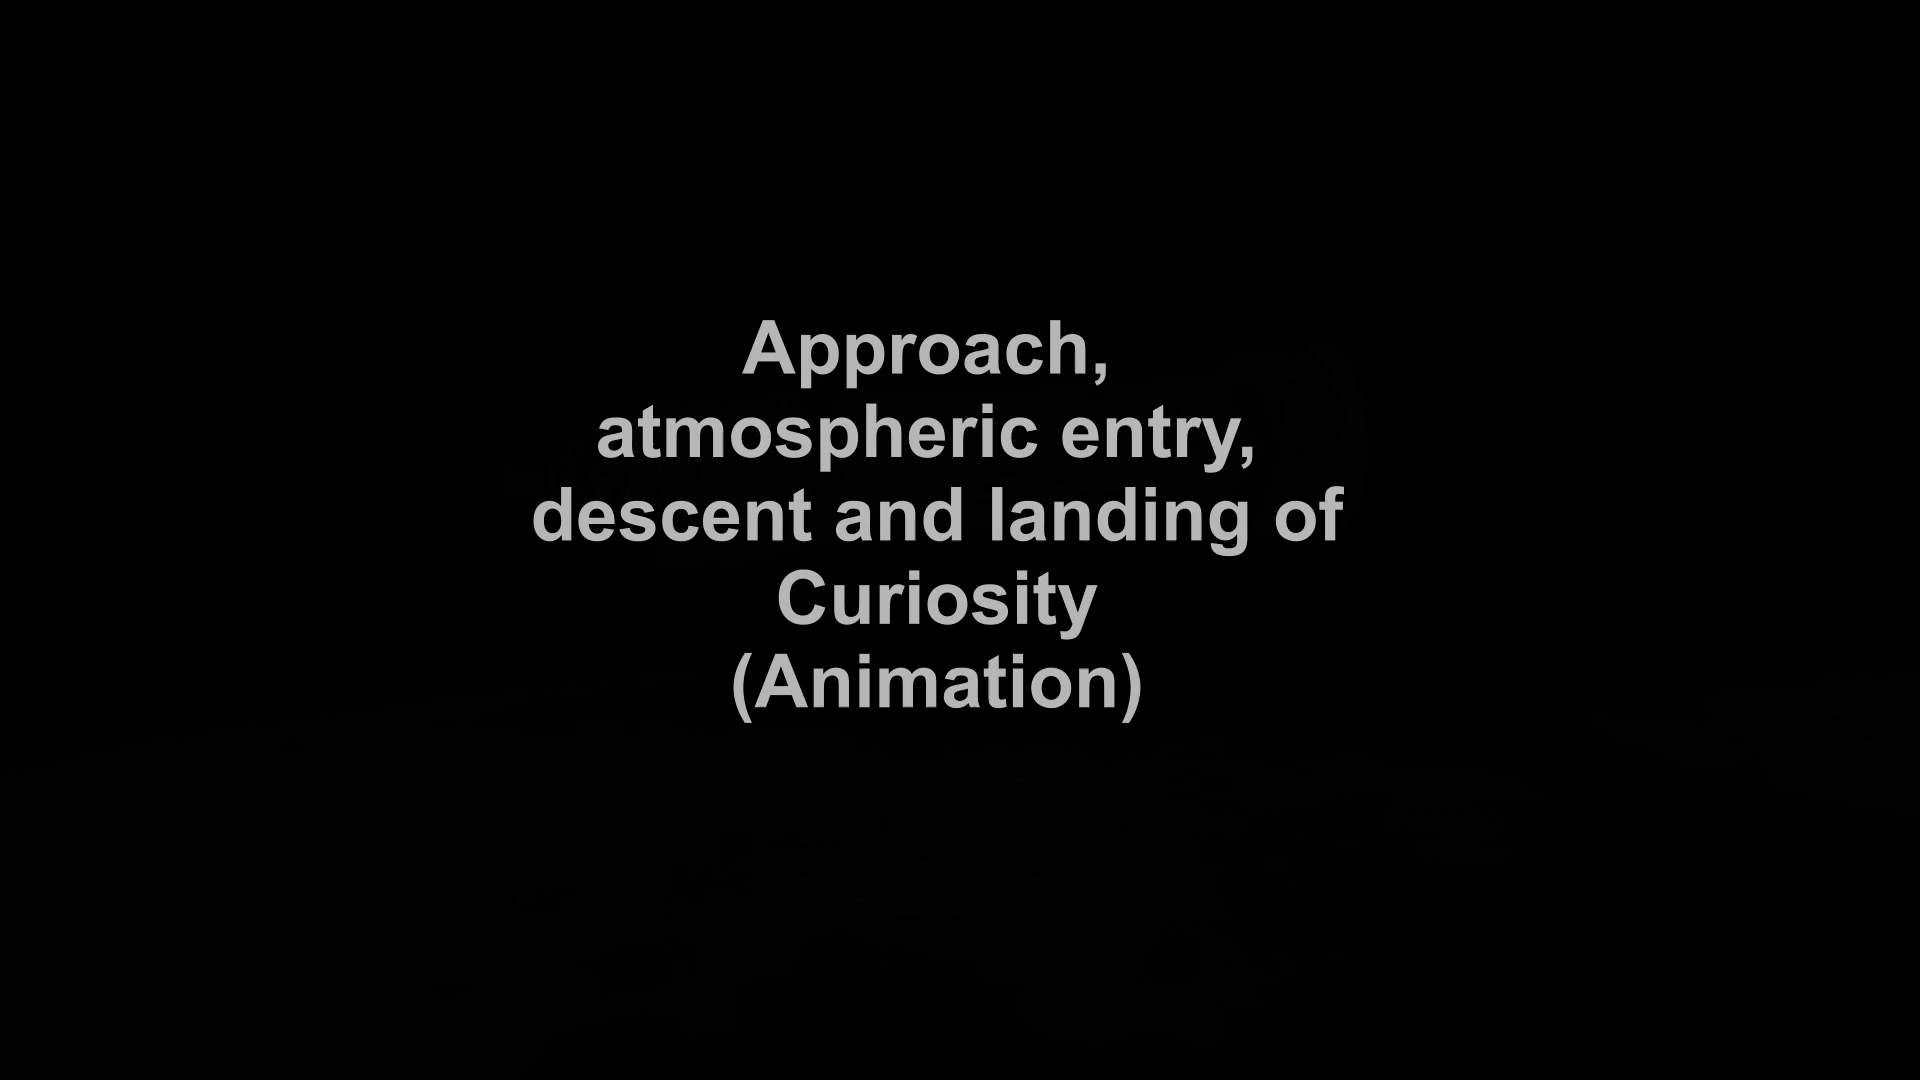 Approach,
atmospheric entry,
descent and landing of
Curiosity
(Animation)